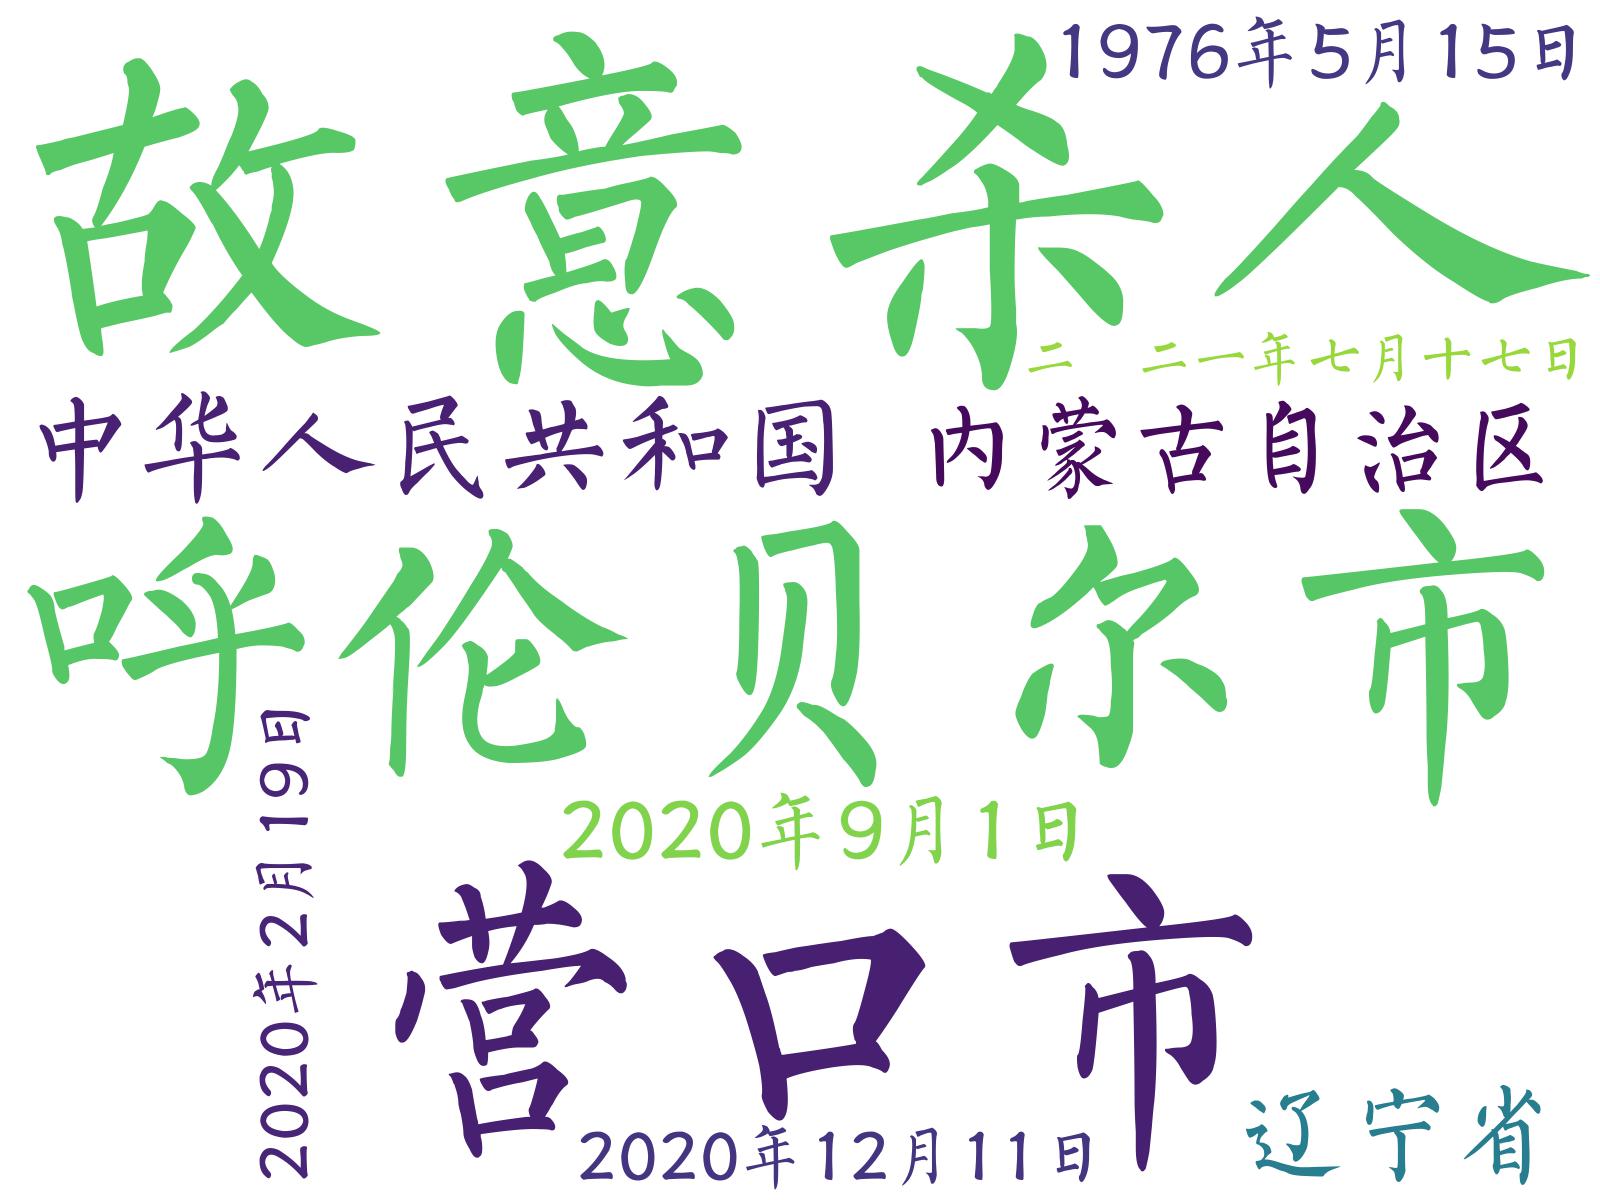 1976年5月15日
故意杀人
二 二一年七月十七日
中华人民共和国 内蒙古自治区
呼伦贝尔市
2020年2月19日
2020年9月1日
营口市
2020年12月11日
辽宁省